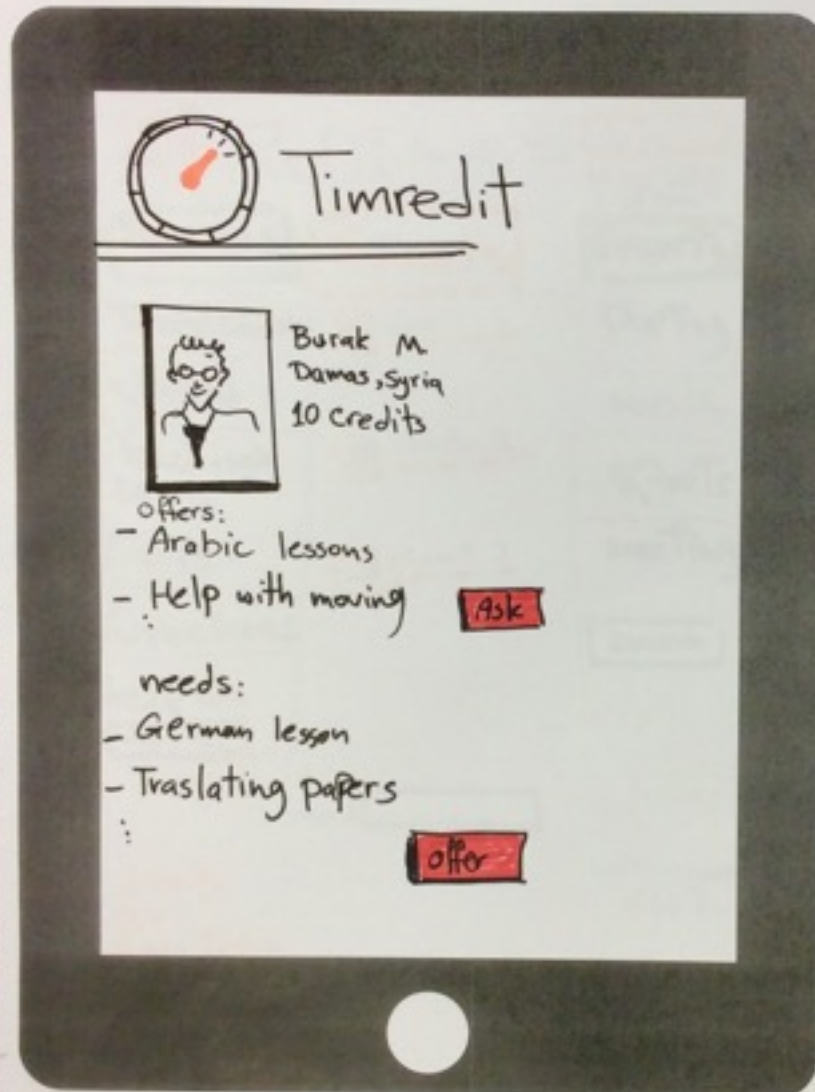 Timredit
Burak M
Damas, Syria
10 Credits
offers:
- Arabic lessons
- Help with moving
Ask
needs:
- German lesson
- Traslating papers
offer